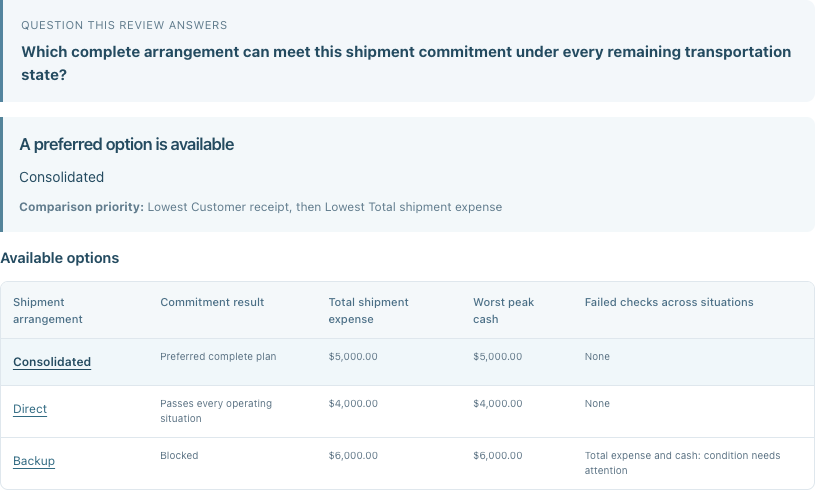 QUESTION THIS REVIEW ANSWERS
Which complete arrangement can meet this shipment commitment under every remaining transportation
state?
A preferred option is available
Consolidated
Comparison priority: Lowest Customer receipt, then Lowest Total shipment expense
Available options
Shipment arrangement Commitment result Total shipment expense Worst peak cash Failed checks across situations
Consolidated Preferred complete plan $5,000.00 $5,000.00 None
Direct Passes every operating situation $4,000.00 $4,000.00 None
Backup Blocked $6,000.00 $6,000.00 Total expense and cash: condition needs attention